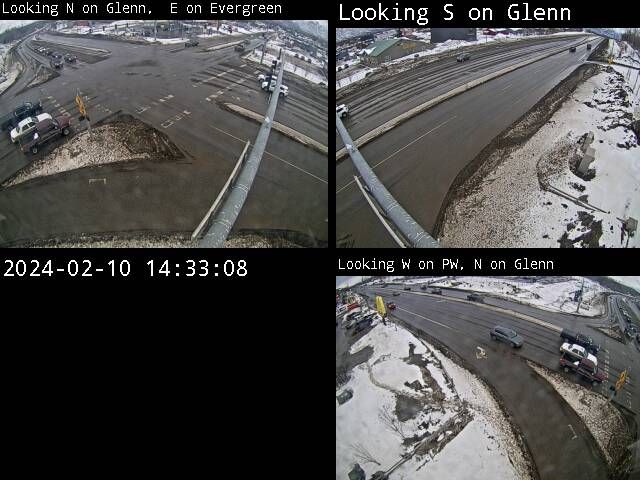 Looking N on Glenn,  E on Evergreen
Looking S on Glenn
2024-02-10 14:33:08
Looking W on PW, N on Glenn